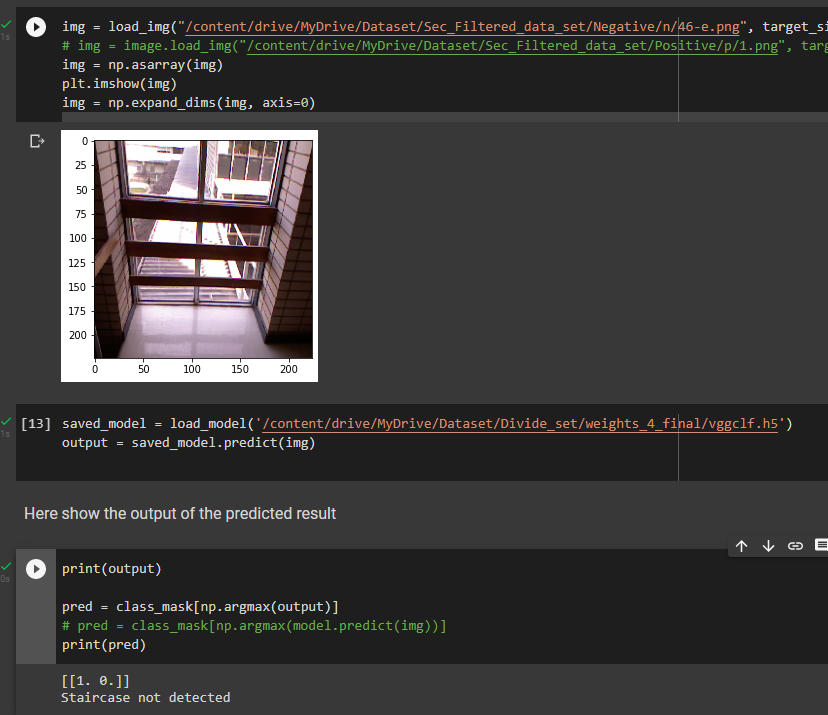 1s
img = load_img("/content/drive/MyDrive/Dataset/Sec_Filtered_data_set/Negative/n/46-e.png", target_si
# img = image.load_img("/content/drive/MyDrive/Dataset/Sec_Filtered_data_set/Positive/p/1.png", targ
img = np.asarray(img)
plt.imshow(img)
img = np.expand_dims(img, axis=0)
0
25
50
75
100
125
150
175
200
0 50 100 150 200
1s
[13] saved_model = load_model('/content/drive/MyDrive/Dataset/Divide_set/weights_4_final/vggclf.h5')
output = saved_model.predict(img)
Here show the output of the predicted result
0s
print(output)
pred = class_mask[np.argmax(output)]
# pred = class_mask[np.argmax(model.predict(img))]
print(pred)
[[1. 0.]]
Staircase not detected